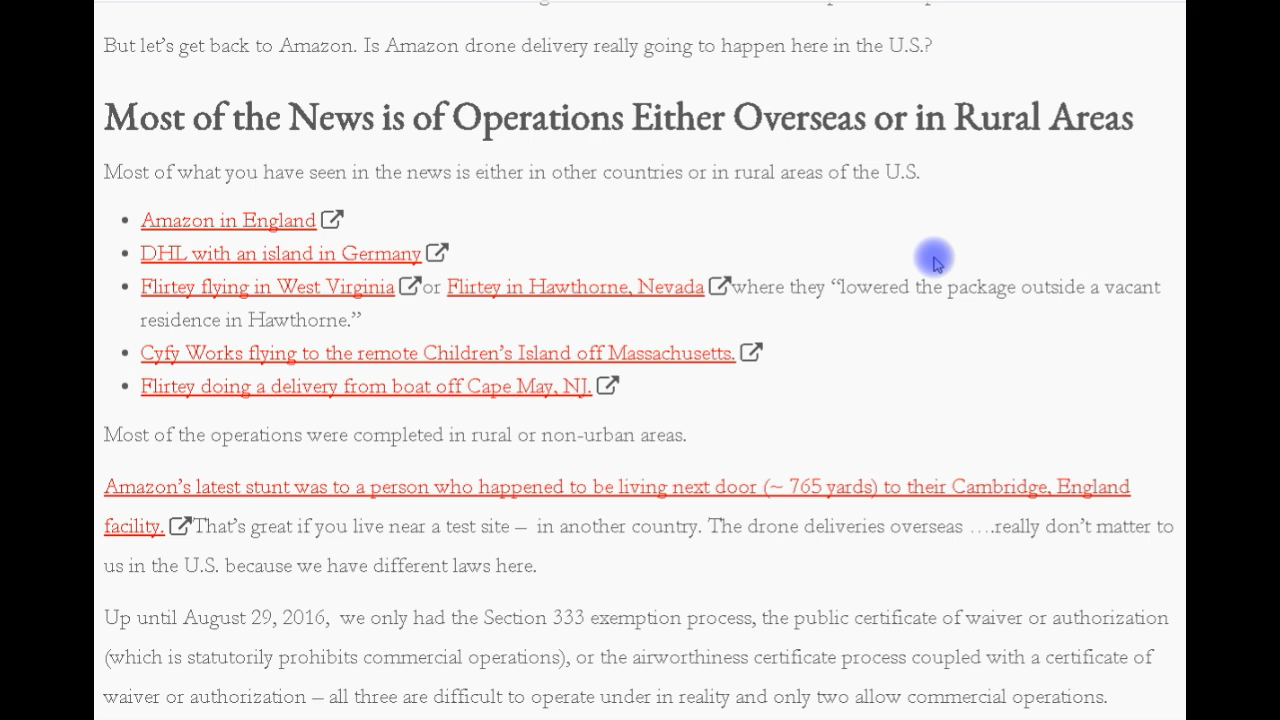 But let's get back to Amazon. Is Amazon drone delivery really going to happen here in the U.S.?
Most of the News is of Operations Either Overseas or in Rural Areas
Most of what you have seen in the news is either in other countries or in rural areas of the U.S.
• Amazon in England
• DHL with an island in Germany
• Flirtey flying in West Virginia or Flirtey in Hawthorne, Nevada where they “lowered the package outside a vacant
residence in Hawthorne.”
• Cyfy Works flying to the remote Children’s Island off Massachusetts.
• Flirtey doing a delivery from boat off Cape May, NJ.
Most of the operations were completed in rural or non-urban areas.
Amazon’s latest stunt was to a person who happened to be living next door (~ 765 yards) to their Cambridge, England
facility. That’s great if you live near a test site – in another country. The drone deliveries overseas ….really don’t matter to
us in the U.S. because we have different laws here.
Up until August 29, 2016, we only had the Section 333 exemption process, the public certificate of waiver or authorization
(which is statutorily prohibits commercial operations), or the airworthiness certificate process coupled with a certificate of
waiver or authorization – all three are difficult to operate under in reality and only two allow commercial operations.